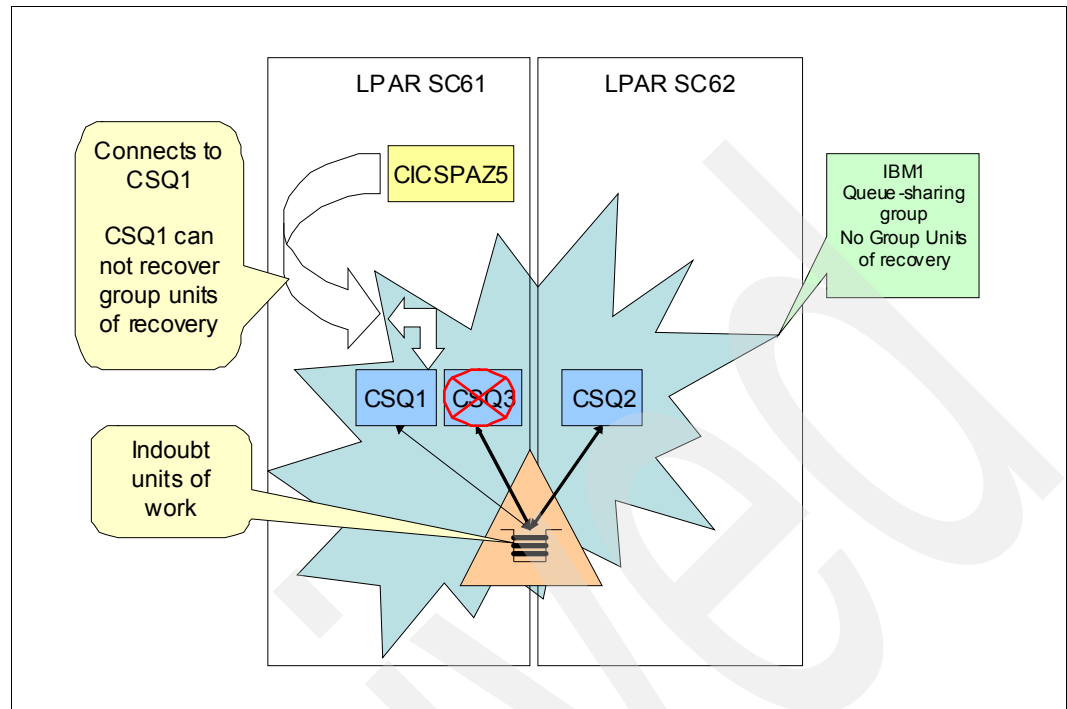 LPAR SC61
LPAR SC62
Connects to
CSQ1
CSQ1 can
not recover
group units
of recovery
CICSPAZ5
IBM1
Queue-sharing
group
No Group Units
of recovery
CSQ1
CSQ3
CSQ2
Indoubt
units of
work